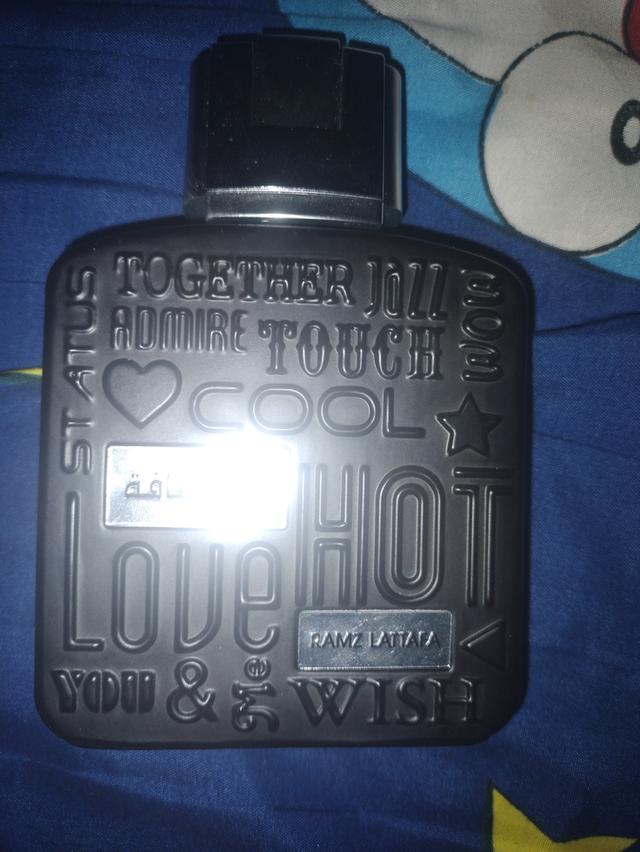 STATUS
TOGETHER JaZZ
WOW
ADMIRE TOUCH
COOL
HOT
Love
RAMZ LATTAFA
YOU & Me WISH